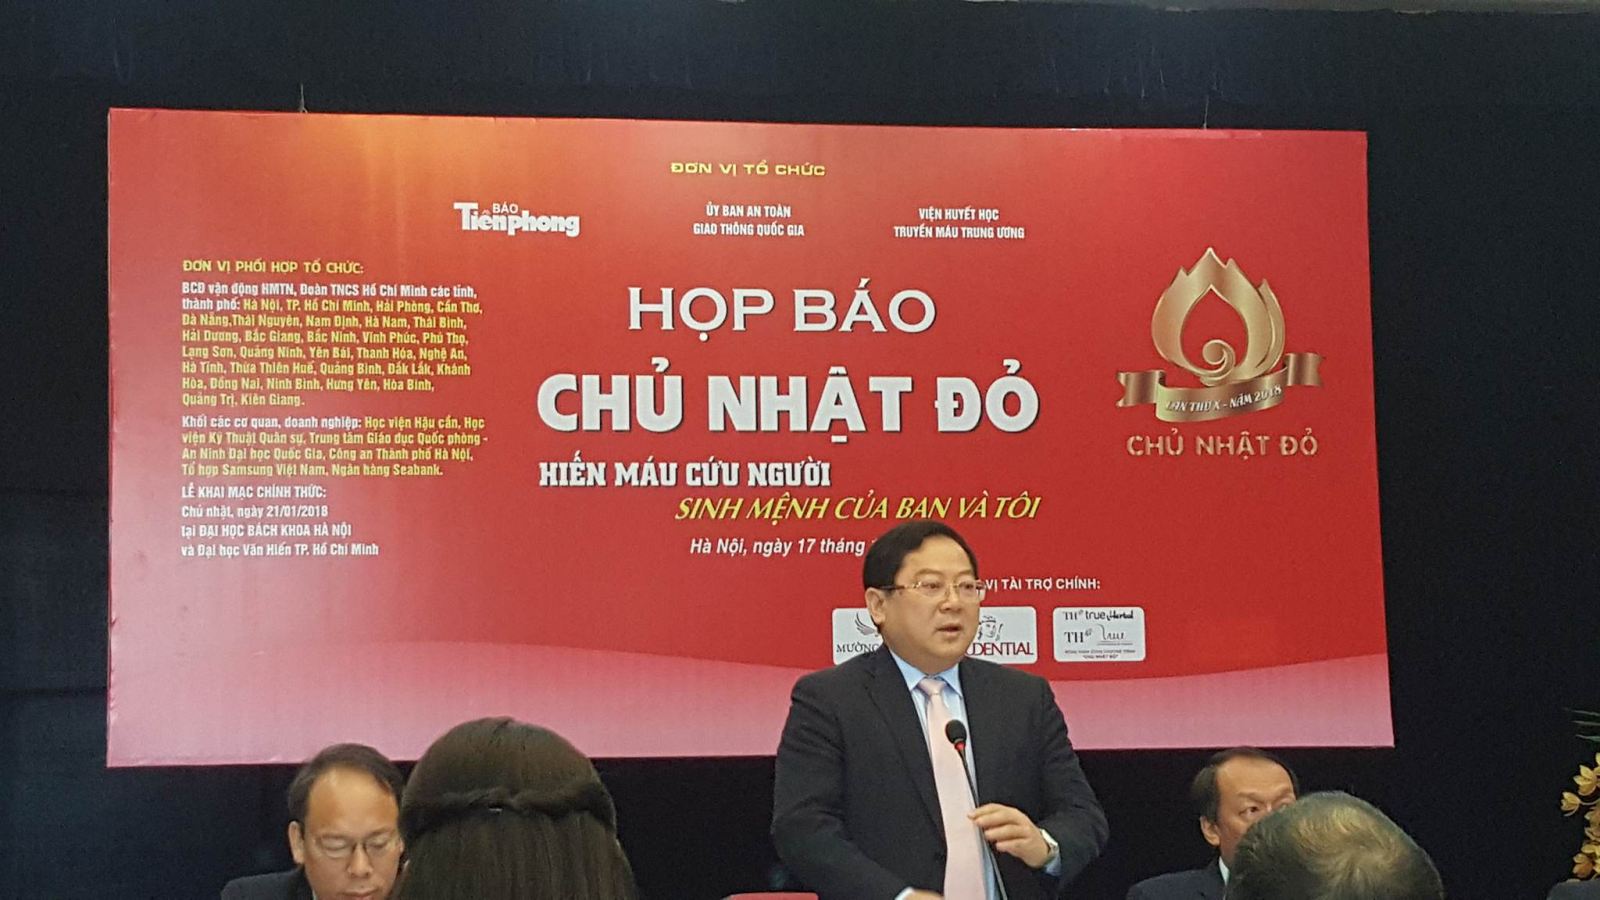 ĐƠN VỊ TỔ CHỨC
BÁO
Tiền phong
ỦY BAN AN TOÀN
GIAO THÔNG QUỐC GIA
VIỆN HUYẾT HỌC
TRUYỀN MÁU TRUNG ƯƠNG
ĐƠN VỊ PHỐI HỢP TỔ CHỨC:
BCĐ vận động HMTN, Đoàn TNCS Hồ Chí Minh các tỉnh,
thành phố: Hà Nội, TP. Hồ Chí Minh, Hải Phòng, Cần Thơ,
Đà Nẵng,Thái Nguyên, Nam Định, Hà Nam, Thái Bình,
Hải Dương, Bắc Giang, Bắc Ninh, Vĩnh Phúc, Phú Thọ,
Lạng Sơn, Quảng Ninh, Yên Bái, Thanh Hóa, Nghệ An,
Hà Tĩnh, Thừa Thiên Huế, Quảng Bình, Đắk Lắk, Khánh
Hòa, Đồng Nai, Ninh Bình, Hưng Yên, Hòa Bình,
Quảng Trị, Kiên Giang.
Khối các cơ quan, doanh nghiệp: Học viện Hậu cần, Học
viện Kỹ Thuật Quân sự, Trung tâm Giáo dục Quốc phòng -
An Ninh Đại học Quốc Gia, Công an Thành phố Hà Nội,
Tổ hợp Samsung Việt Nam, Ngân hàng Seabank.
LỄ KHAI MẠC CHÍNH THỨC:
Chủ nhật, ngày 21/01/2018
tại ĐẠI HỌC BÁCH KHOA HÀ NỘI
và Đại học Văn Hiến TP. Hồ Chí Minh
HỌP BÁO
CHỦ NHẬT ĐỎ
HIẾN MÁU CỨU NGƯỜI
SINH MỆNH CỦA BẠN VÀ TÔI
Hà Nội, ngày 17 tháng
LẦN THỨ X - NĂM 2018
CHỦ NHẬT ĐỎ
VỊ TÀI TRỢ CHÍNH:
MƯỜNG
DENTIAL
TH true Herbal
TH true
"CHỦ NHẬT ĐỎ"